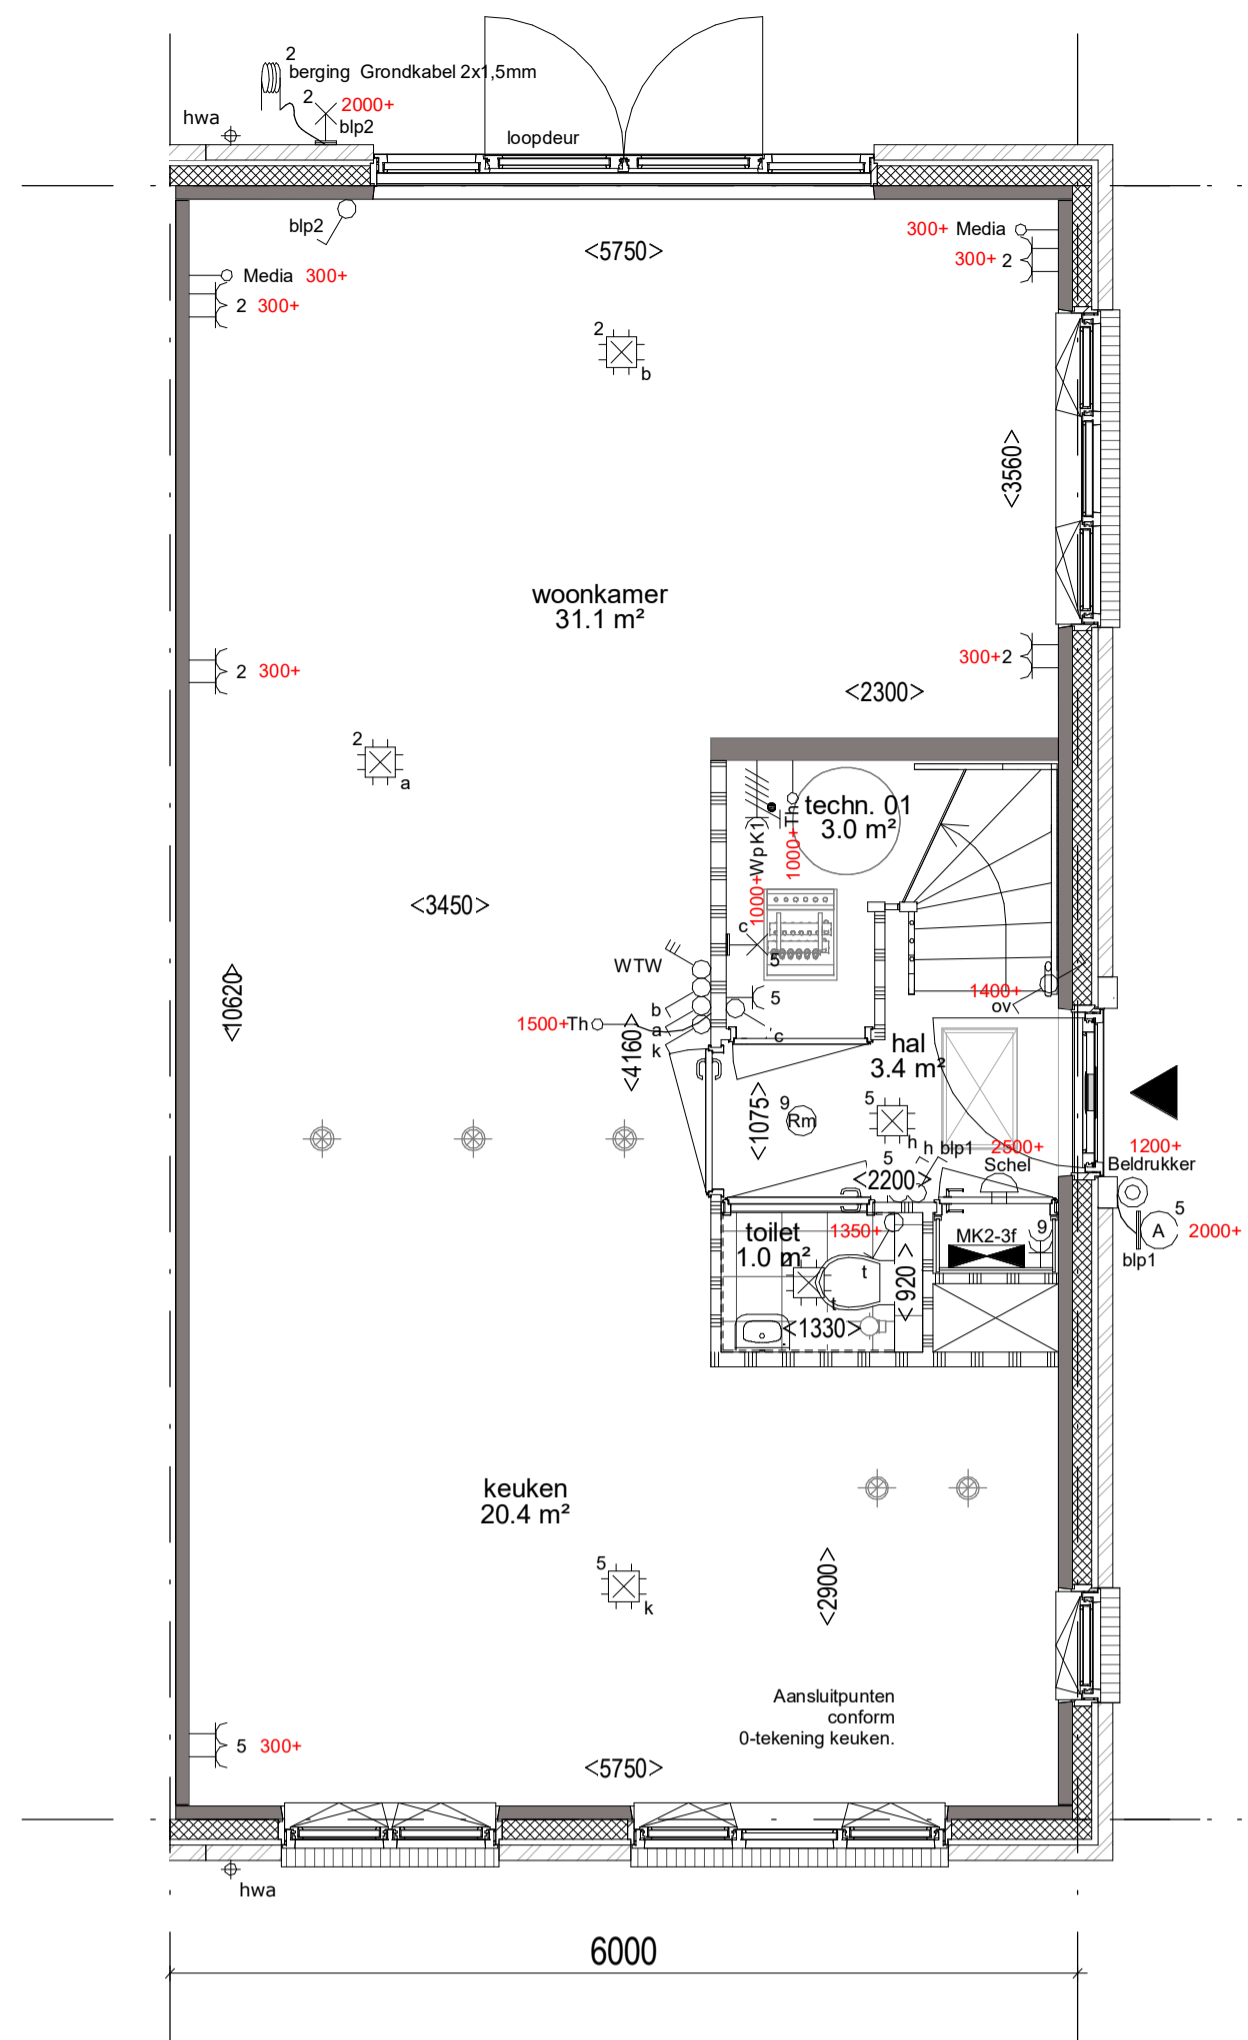 2
berging Grondkabel 2x1,5mm
2 2000+
hwa
blp2
loopdeur
blp2
<5750>
300+ Media
300+ 2
Media 300+
2 300+
2
b
<3560>
woonkamer
31.1 m²
2 300+
300+2
<2300>
2
a
techn. 01
3.0 m²
Th
1000+
WpK1
1000+
<3450>
c
5
WTW
5
1400+
ov
b
a
k
1500+Th
c
<10620>
<4160>
hal
3.4 m²
<1075>
9
Rm
5
h
h blp1
5
2500+
Schel
1200+
Beldrukker
<2200>
toilet
1.0 m²
1350+
MK2-3f
9
5
A
2000+
blp1
t
t
<920>
<1330>
keuken
20.4 m²
5
k
<2900>
Aansluitpunten
conform
0-tekening keuken.
5 300+
<5750>
hwa
6000